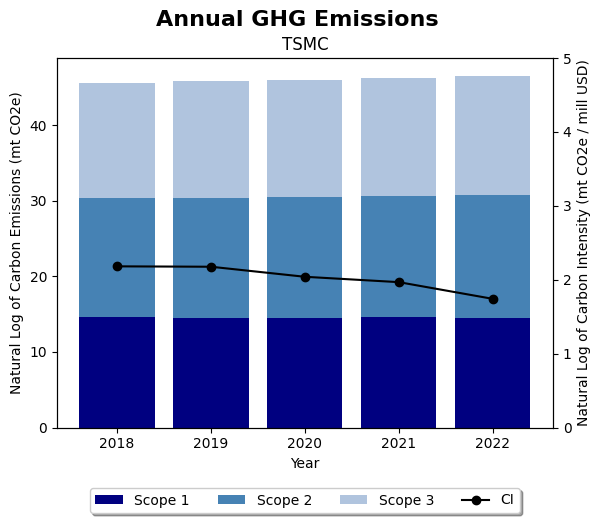 Annual GHG Emissions
TSMC
Natural Log of Carbon Emissions (mt CO2e)
40
30
20
10
0
Natural Log of Carbon Intensity (mt CO2e / mill USD)
5
4
3
2
1
0
2018 2019 2020 2021 2022
Year
Scope 1 Scope 2 Scope 3 CI